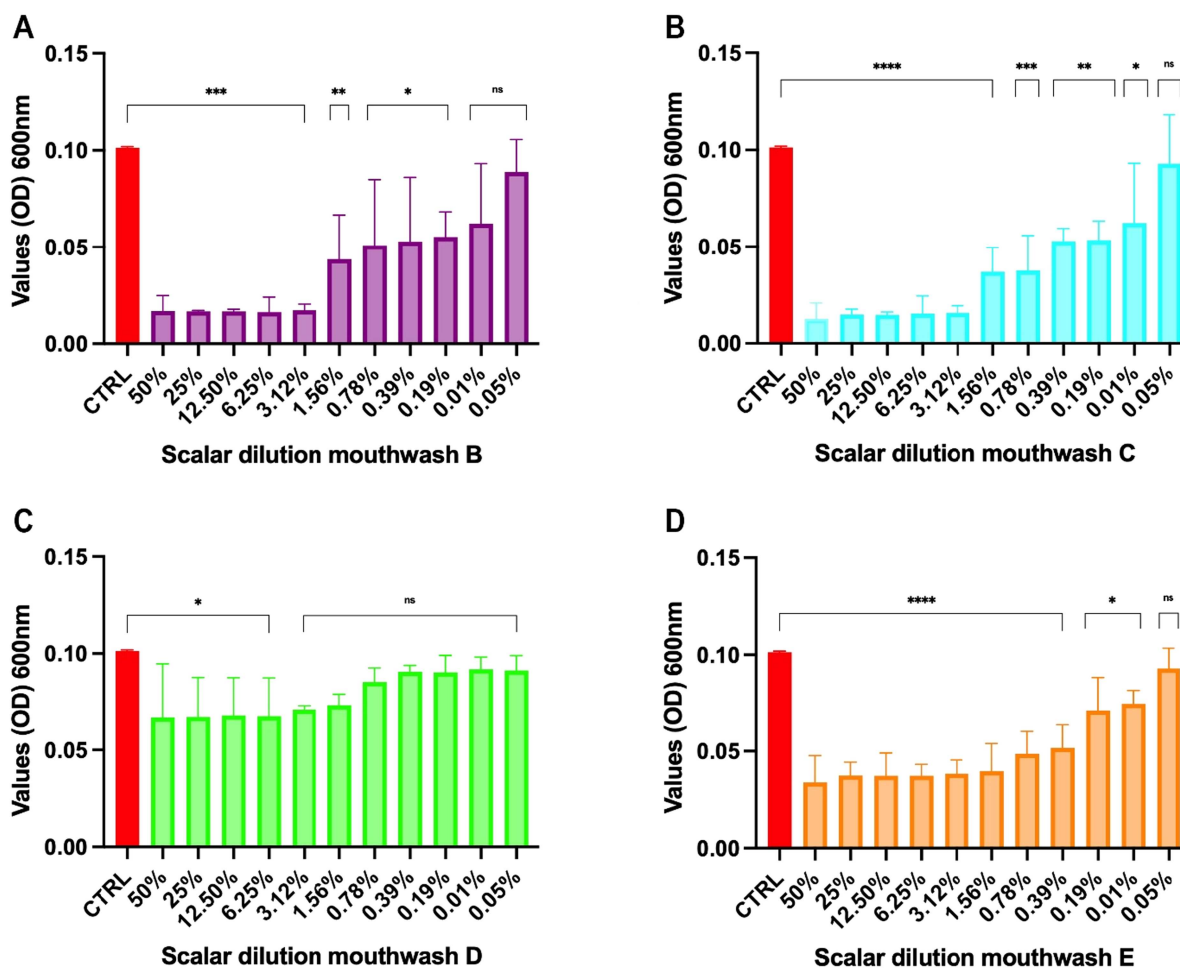 A
Values (OD) 600nm
0.15
0.10
0.05
0.00
*** ** * ns
CTRL 50% 25% 12.50% 6.25% 3.12% 1.56% 0.78% 0.39% 0.19% 0.01% 0.05%
Scalar dilution mouthwash B
B
Values (OD) 600nm
0.15
0.10
0.05
0.00
**** *** ** * ns
CTRL 50% 25% 12.50% 6.25% 3.12% 1.56% 0.78% 0.39% 0.19% 0.01% 0.05%
Scalar dilution mouthwash C
C
Values (OD) 600nm
0.15
0.10
0.05
0.00
* ns
CTRL 50% 25% 12.50% 6.25% 3.12% 1.56% 0.78% 0.39% 0.19% 0.01% 0.05%
Scalar dilution mouthwash D
D
Values (OD) 600nm
0.15
0.10
0.05
0.00
**** * ns
CTRL 50% 25% 12.50% 6.25% 3.12% 1.56% 0.78% 0.39% 0.19% 0.01% 0.05%
Scalar dilution mouthwash E